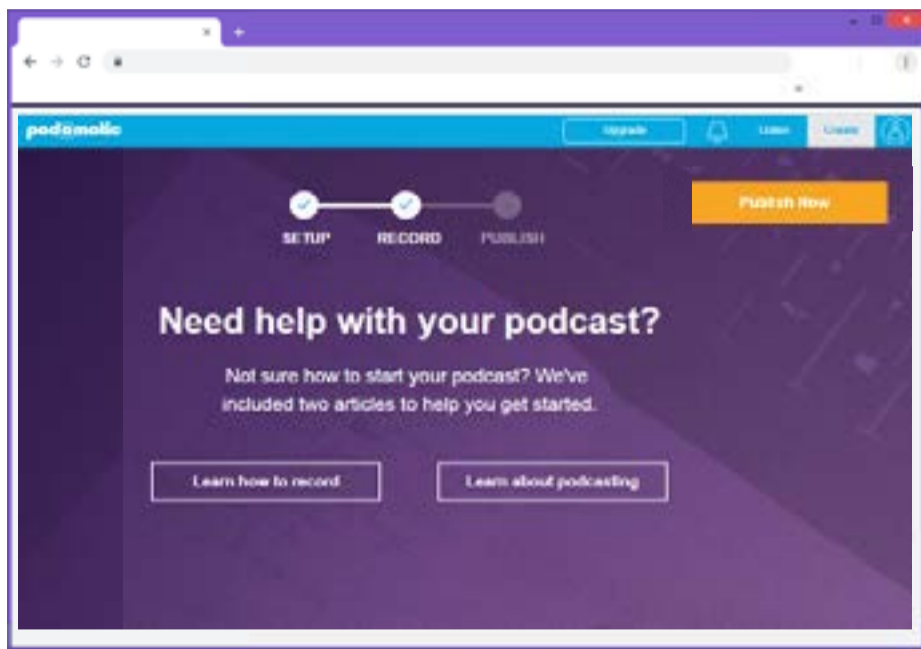 podomatic
Upgrade
Listen
Create
Publish Now
SETUP
RECORD
PUBLISH
Need help with your podcast?
Not sure how to start your podcast? We've
included two articles to help you get started.
Learn how to record
Learn about podcasting